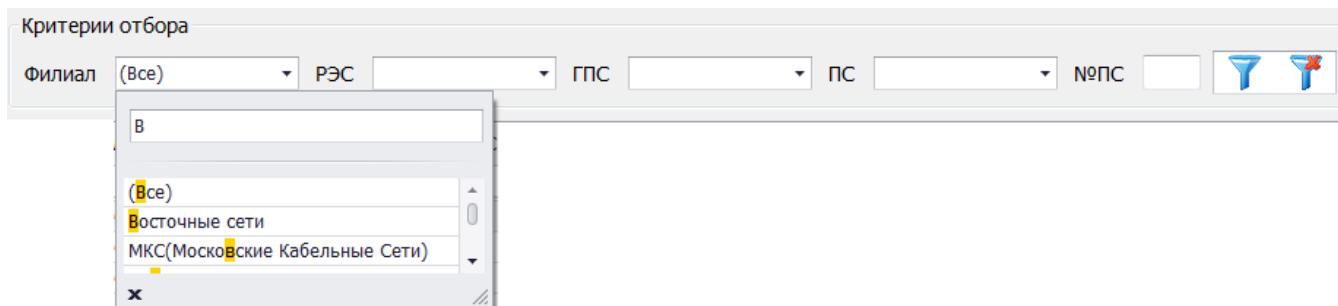 Критерии отбора
Филиал (Все) РЭС ГПС ПС №ПС
В
(Все)
Восточные сети
МКС(Московские Кабельные Сети)